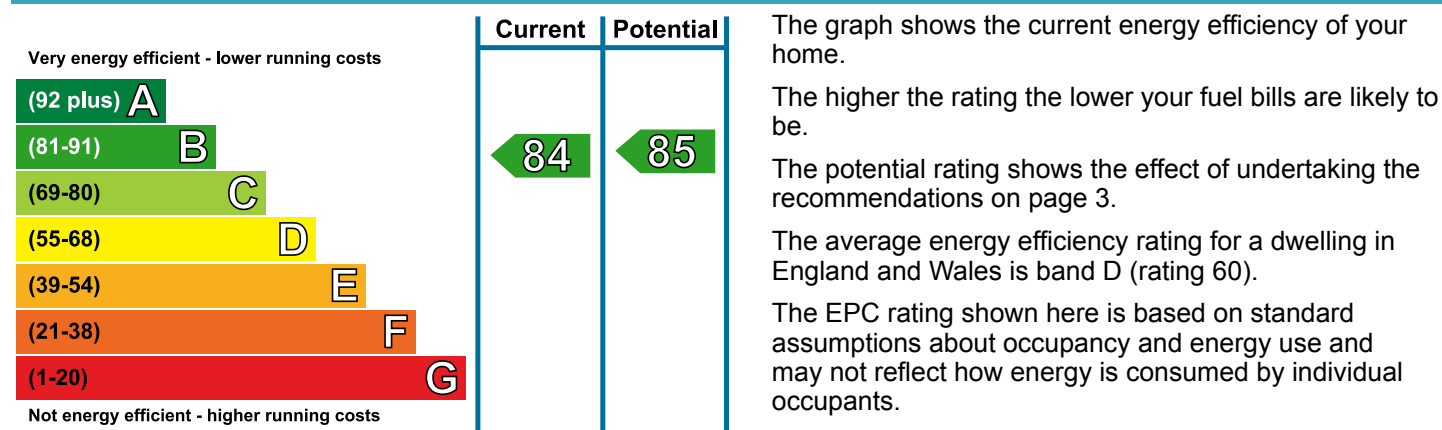 Current Potential
Very energy efficient - lower running costs
(92 plus) A
(81-91) B
84
85
(69-80) C
(55-68) D
(39-54) E
(21-38) F
(1-20) G
Not energy efficient - higher running costs
The graph shows the current energy efficiency of your
home.
The higher the rating the lower your fuel bills are likely to
be.
The potential rating shows the effect of undertaking the
recommendations on page 3.
The average energy efficiency rating for a dwelling in
England and Wales is band D (rating 60).
The EPC rating shown here is based on standard
assumptions about occupancy and energy use and
may not reflect how energy is consumed by individual
occupants.